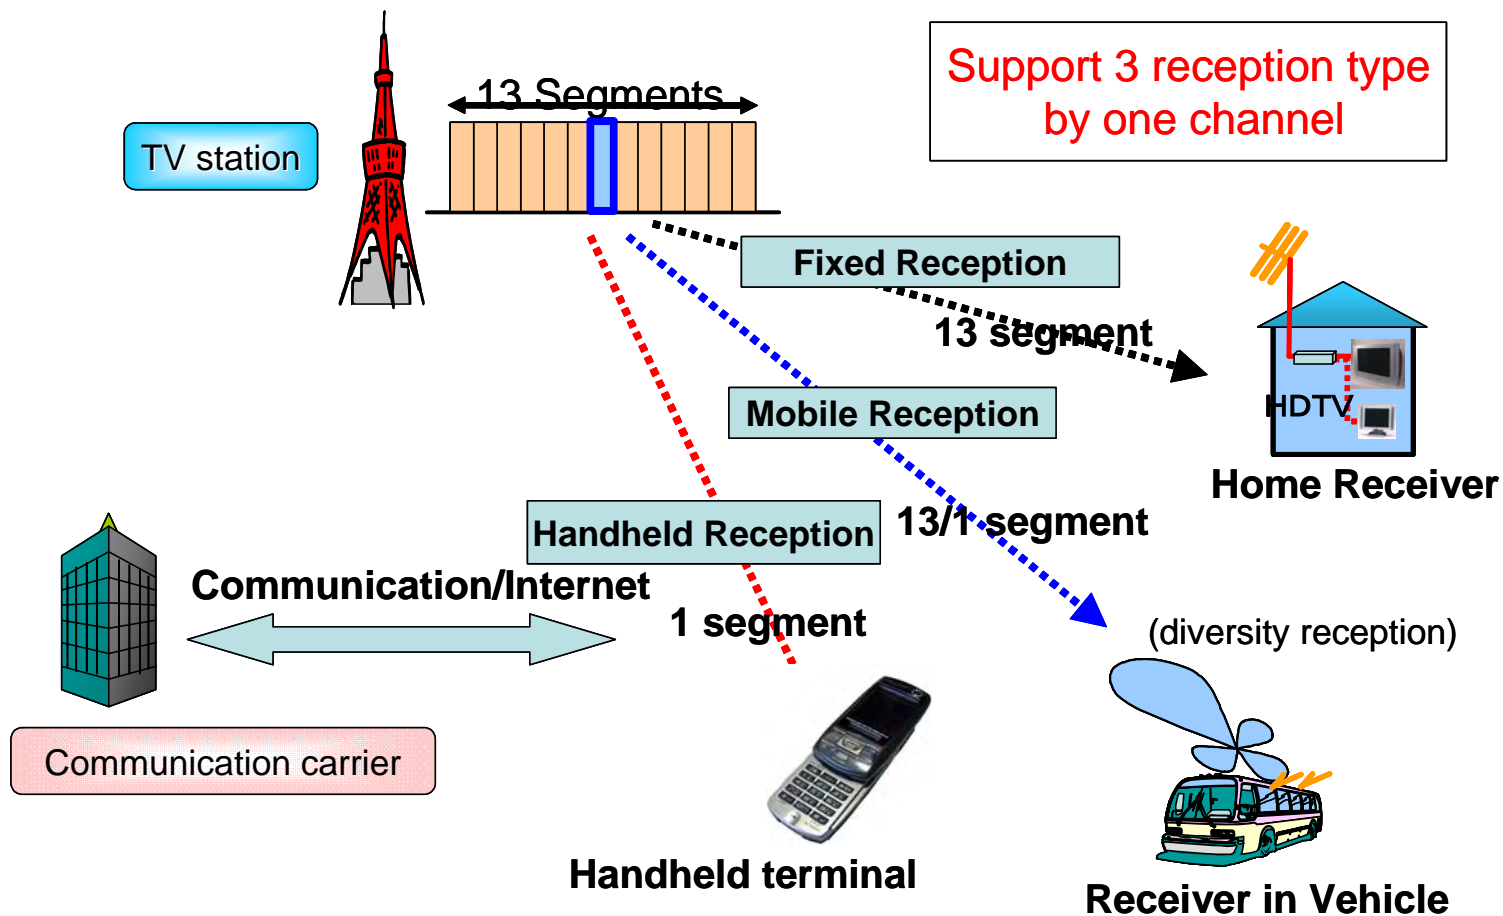 Support 3 reception type
by one channel
13 Segments
TV station
Fixed Reception
13 segment
Mobile Reception
HDTV
Home Receiver
Handheld Reception
13/1 segment
Communication/Internet
1 segment
(diversity reception)
Communication carrier
Handheld terminal
Receiver in Vehicle